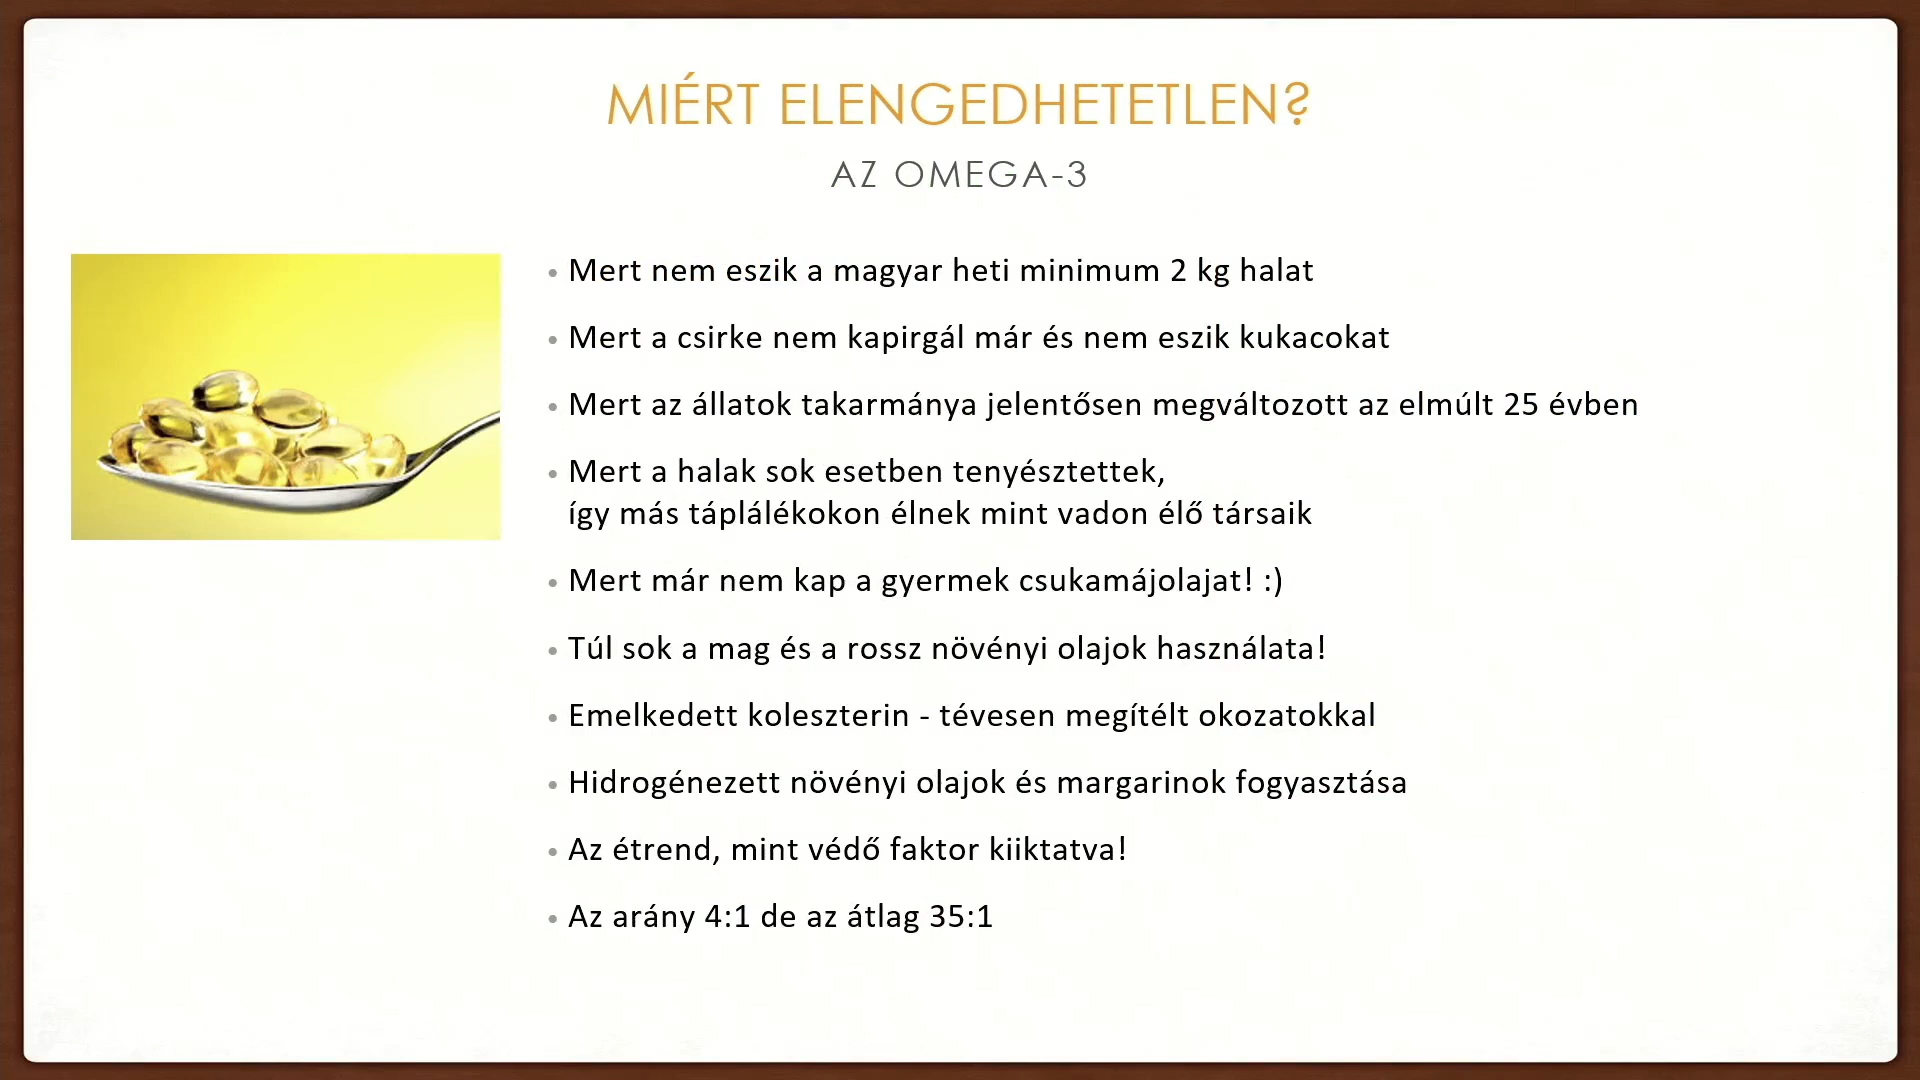 MIÉRT ELENGEDHETETLEN?
AZ OMEGA-3
• Mert nem eszik a magyar heti minimum 2 kg halat
• Mert a csirke nem kapirgál már és nem eszik kukacokat
• Mert az állatok takarmánya jelentősen megváltozott az elmúlt 25 évben
• Mert a halak sok esetben tenyésztettek,
így más táplálékokon élnek mint vadon élő társaik
• Mert már nem kap a gyermek csukamájolajat! :)
• Túl sok a mag és a rossz növényi olajok használata!
• Emelkedett koleszterin - tévesen megítélt okozatokkal
• Hidrogénezett növényi olajok és margarinok fogyasztása
• Az étrend, mint védő faktor kiiktatva!
• Az arány 4:1 de az átlag 35:1